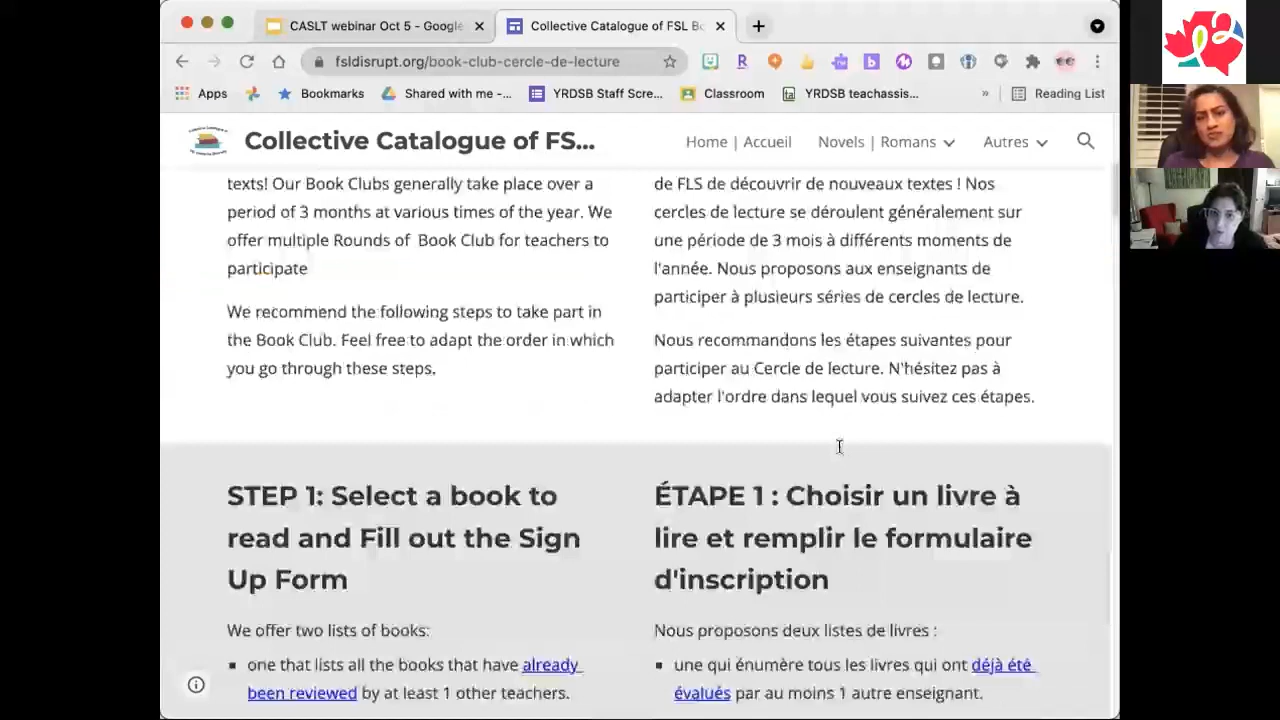 CASLT webinar Oct 5 - Google
Collective Catalogue of FSL Bo
fsldisrupt.org/book-club-cercle-de-lecture
Apps
Bookmarks
Shared with me -...
YRDSB Staff Scre...
Classroom
YRDSB teachassis...
»
Reading List
Collective Catalogue of FS...
Home | Accueil
Novels | Romans
Autres
texts! Our Book Clubs generally take place over a
period of 3 months at various times of the year. We
offer multiple Rounds of Book Club for teachers to
participate
We recommend the following steps to take part in
the Book Club. Feel free to adapt the order in which
you go through these steps.
de FLS de découvrir de nouveaux textes ! Nos
cercles de lecture se déroulent généralement sur
une période de 3 mois à différents moments de
l'année. Nous proposons aux enseignants de
participer à plusieurs séries de cercles de lecture.
Nous recommandons les étapes suivantes pour
participer au Cercle de lecture. N'hésitez pas à
adapter l'ordre dans lequel vous suivez ces étapes.
STEP 1: Select a book to
read and Fill out the Sign
Up Form
We offer two lists of books:
▪ one that lists all the books that have already
been reviewed by at least 1 other teachers.
ÉTAPE 1 : Choisir un livre à
lire et remplir le formulaire
d'inscription
Nous proposons deux listes de livres :
▪ une qui énumère tous les livres qui ont déjà été
évalués par au moins 1 autre enseignant.